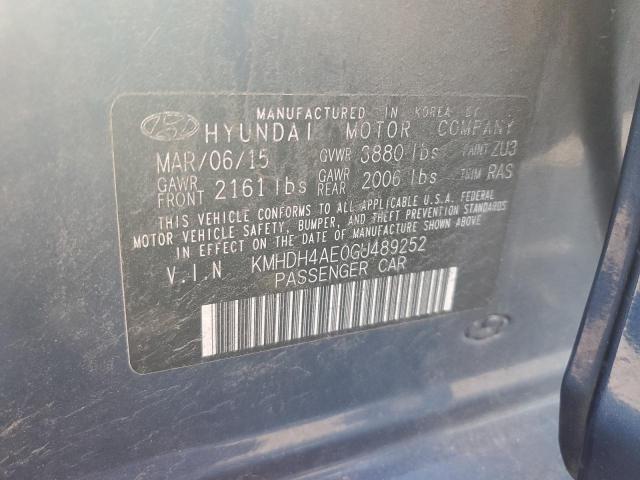 MANUFACTURED IN KOREA BY
HYUNDAI MOTOR COMPANY
MAR/06/15 GVWR 3880 lbs PAINT ZU3
GAWR FRONT 2161 lbs GAWR REAR 2006 lbs TRIM RAS
THIS VEHICLE CONFORMS TO ALL APPLICABLE U.S.A. FEDERAL
MOTOR VEHICLE SAFETY, BUMPER, AND THEFT PREVENTION STANDARDS
IN EFFECT ON THE DATE OF MANUFACTURE SHOWN ABOVE
V.I.N KMHDH4AE0GU489252
PASSENGER CAR